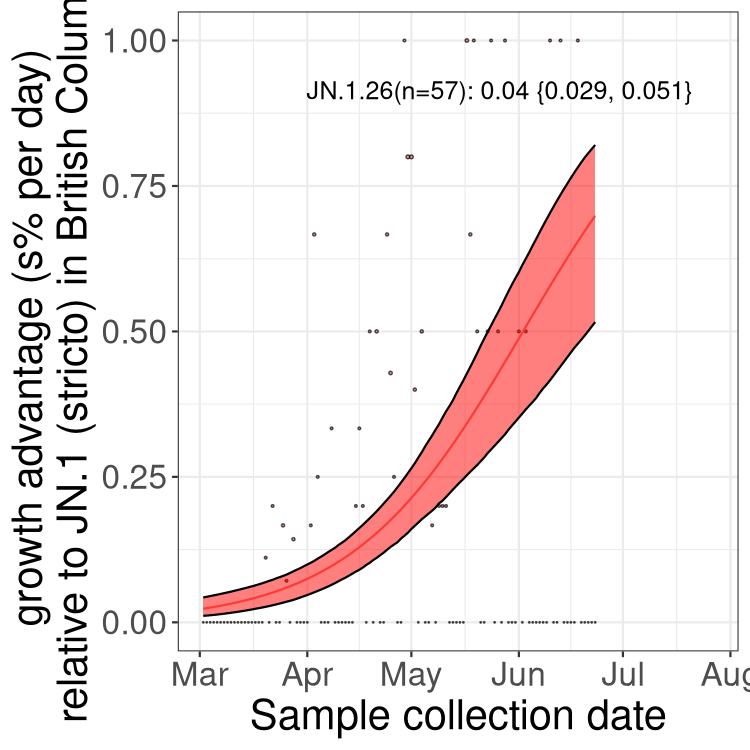 growth advantage (s% per day)
relative to JN.1 (stricto) in British Colum
1.00
0.75
0.50
0.25
0.00
JN.1.26(n=57): 0.04 {0.029, 0.051}
Mar Apr May Jun Jul Aug
Sample collection date